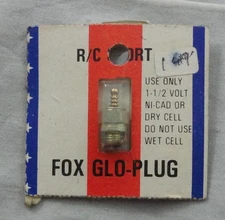 R/C SHORT
USE ONLY
1-1/2 VOLT
NI-CAD OR
DRY CELL
DO NOT USE
WET CELL
FOX GLO-PLUG